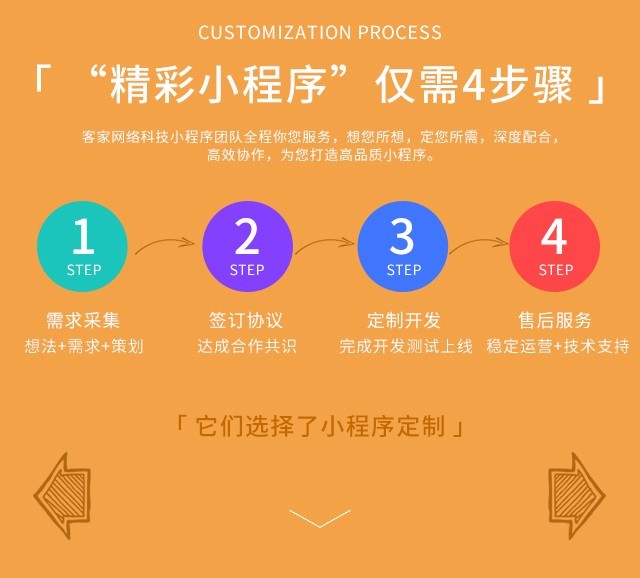 CUSTOMIZATION PROCESS
「 “精彩小程序” 仅需4步骤 」
客家网络科技小程序团队全程你您服务，想您所想，定您所需，深度配合，
高效协作，为您打造高品质小程序。
1 2 3 4
STEP STEP STEP STEP
需求采集 签订协议 定制开发 售后服务
想法+需求+策划 达成合作共识 完成开发测试上线 稳定运营+技术支持
「 它们选择了小程序定制 」